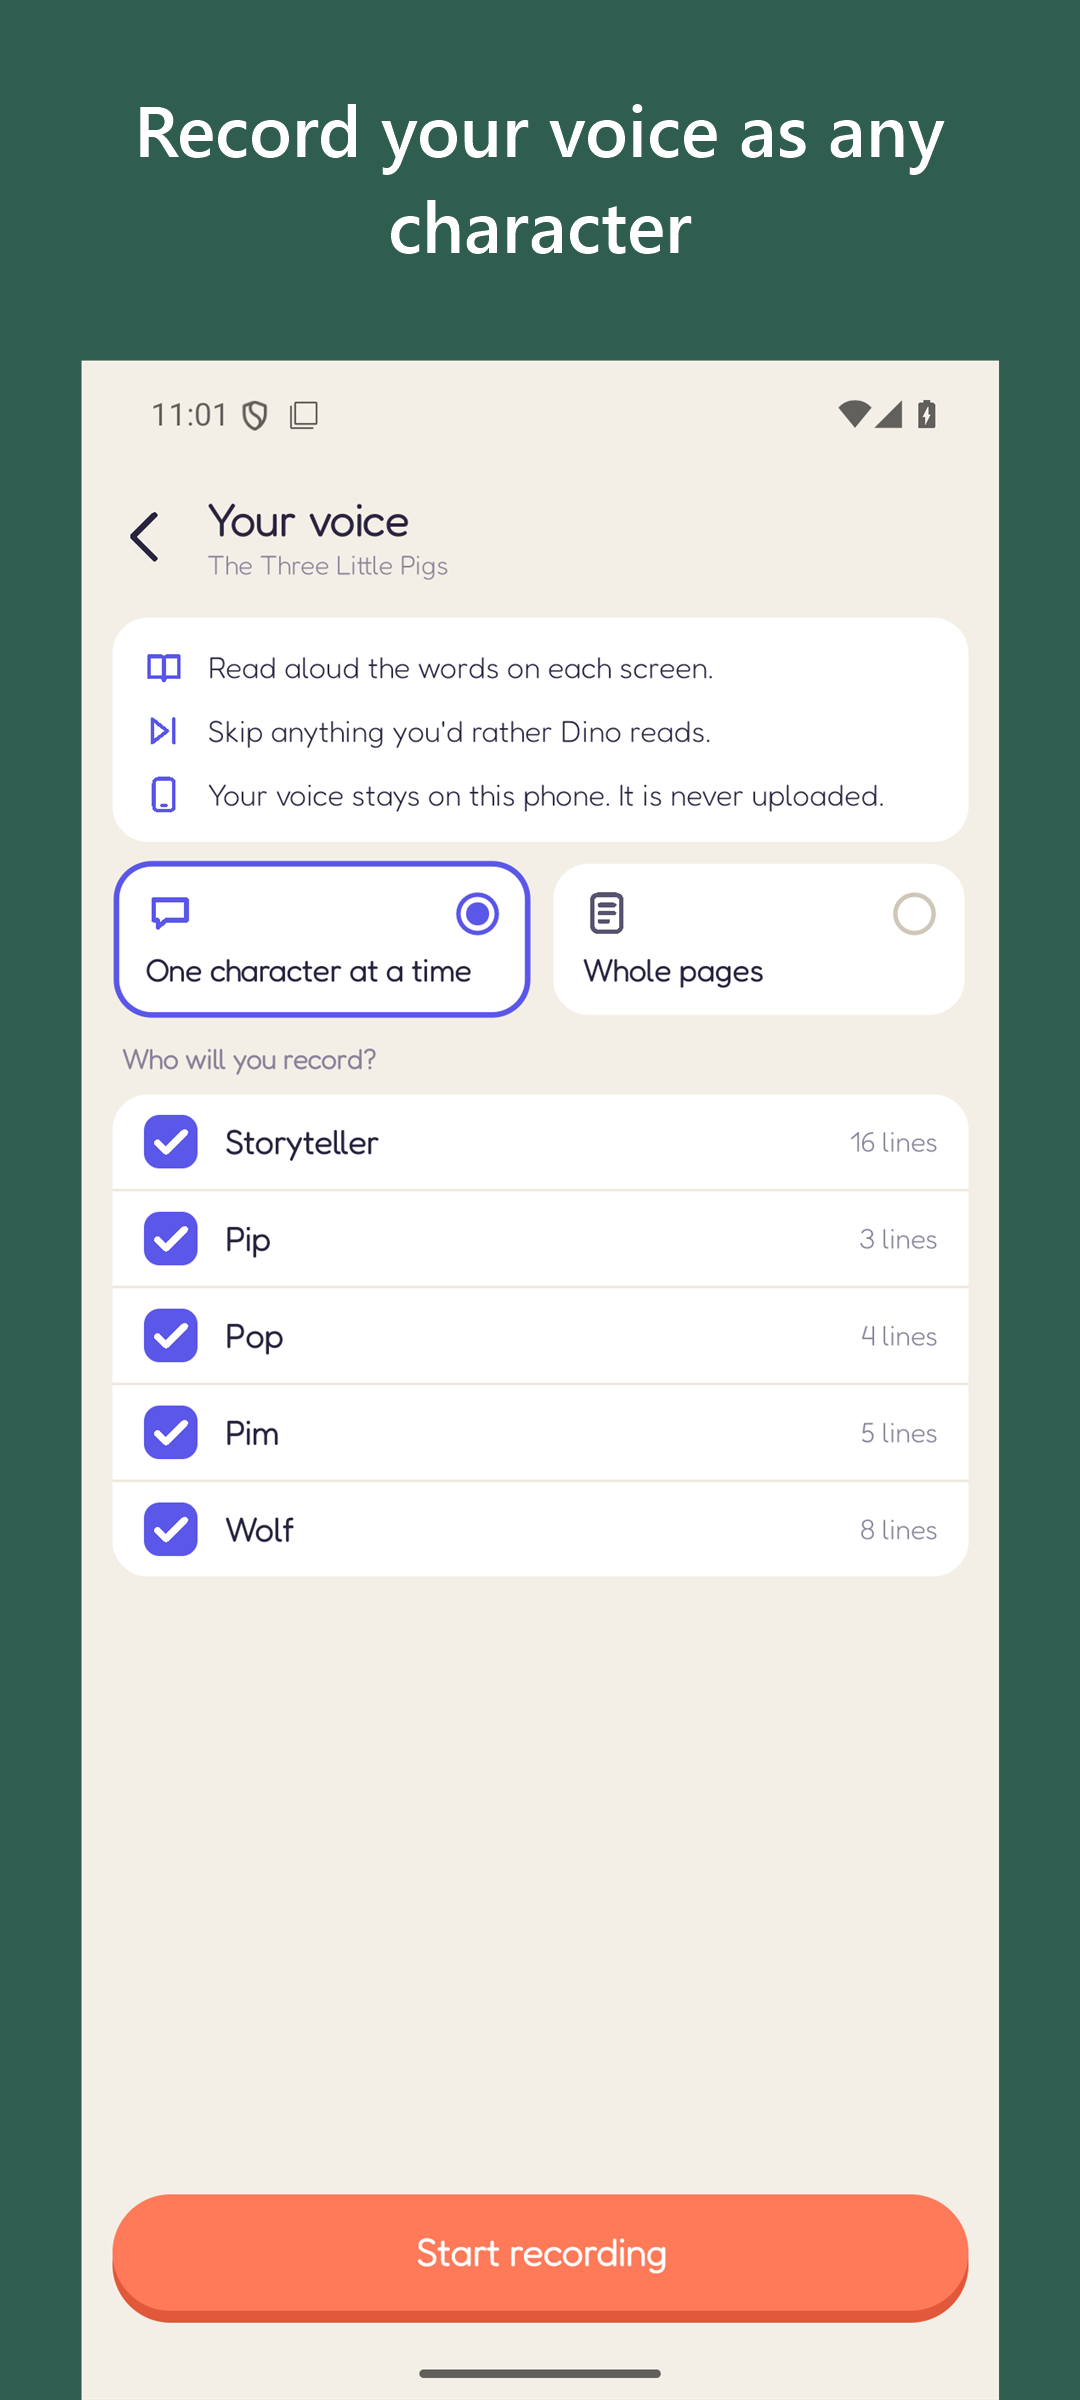 Record your voice as any
character
11:01
Your voice
The Three Little Pigs
Read aloud the words on each screen.
Skip anything you'd rather Dino reads.
Your voice stays on this phone. It is never uploaded.
One character at a time
Whole pages
Who will you record?
Storyteller 16 lines
Pip 3 lines
Pop 4 lines
Pim 5 lines
Wolf 8 lines
Start recording